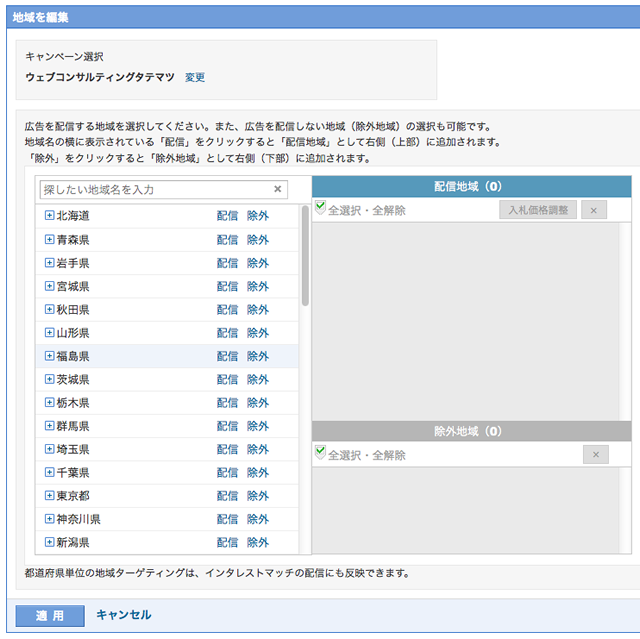 地域を編集
キャンペーン選択
ウェブコンサルティングタテマツ 変更
広告を配信する地域を選択してください。また、広告を配信しない地域（除外地域）の選択も可能です。
地域名の横に表示されている「配信」をクリックすると「配信地域」として右側（上部）に追加されます。
「除外」をクリックすると「除外地域」として右側（下部）に追加されます。
探したい地域名を入力 ×
北海道 配信 除外
青森県 配信 除外
岩手県 配信 除外
宮城県 配信 除外
秋田県 配信 除外
山形県 配信 除外
福島県 配信 除外
茨城県 配信 除外
栃木県 配信 除外
群馬県 配信 除外
埼玉県 配信 除外
千葉県 配信 除外
東京都 配信 除外
神奈川県 配信 除外
新潟県 配信 除外
配信地域（0）
全選択・全解除 入札価格調整 ×
除外地域（0）
全選択・全解除 ×
都道府県単位の地域ターゲティングは、インタレストマッチの配信にも反映できます。
適用 キャンセル